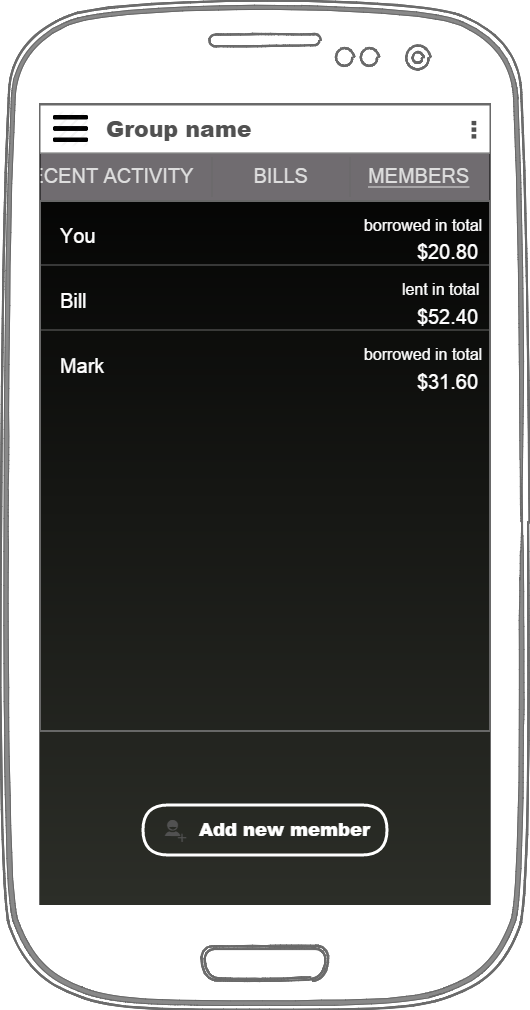 Group name
ECENT ACTIVITY BILLS MEMBERS
You
borrowed in total
$20.80
Bill
lent in total
$52.40
Mark
borrowed in total
$31.60
Add new member